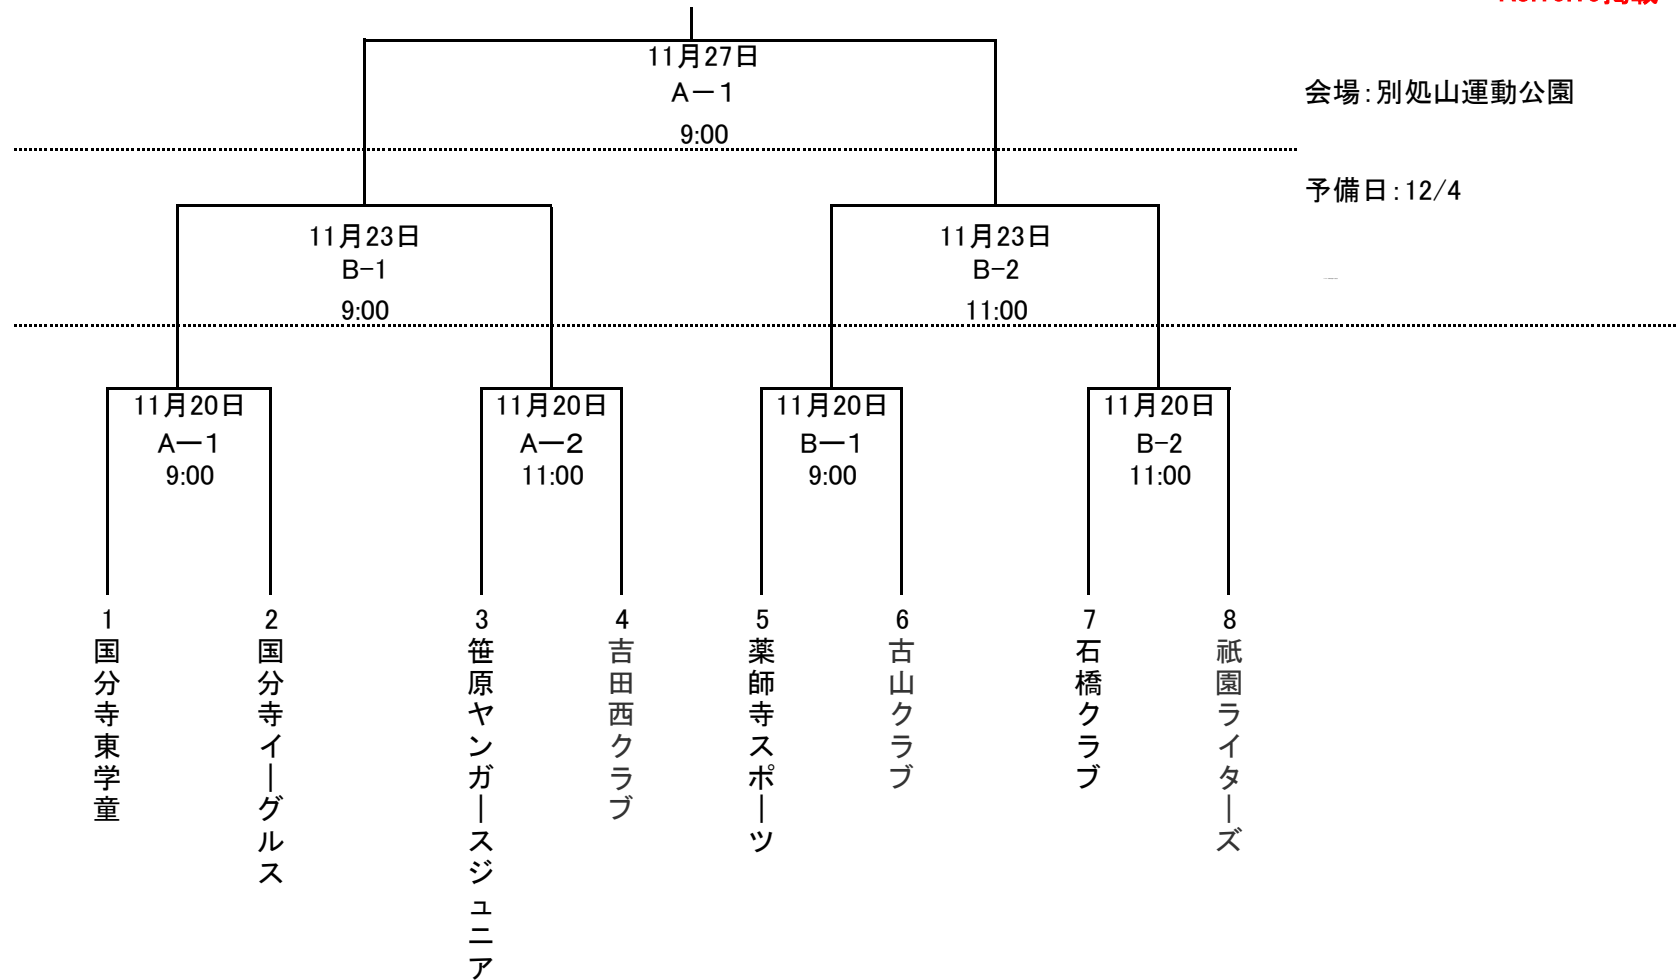 掲載
11月27日
A－1
9:00
会場:別処山運動公園
予備日:12/4
11月23日
B-1
9:00
11月23日
B-2
11:00
11月20日
A―1
9:00
11月20日
A―2
11:00
11月20日
B―1
9:00
11月20日
B-2
11:00
1
国分寺東学童
2
国分寺イーグルス
3
笹原ヤンガースジュニア
4
吉田西クラブ
5
薬師寺スポーツ
6
古山クラブ
7
石橋クラブ
8
祇園ライターズ